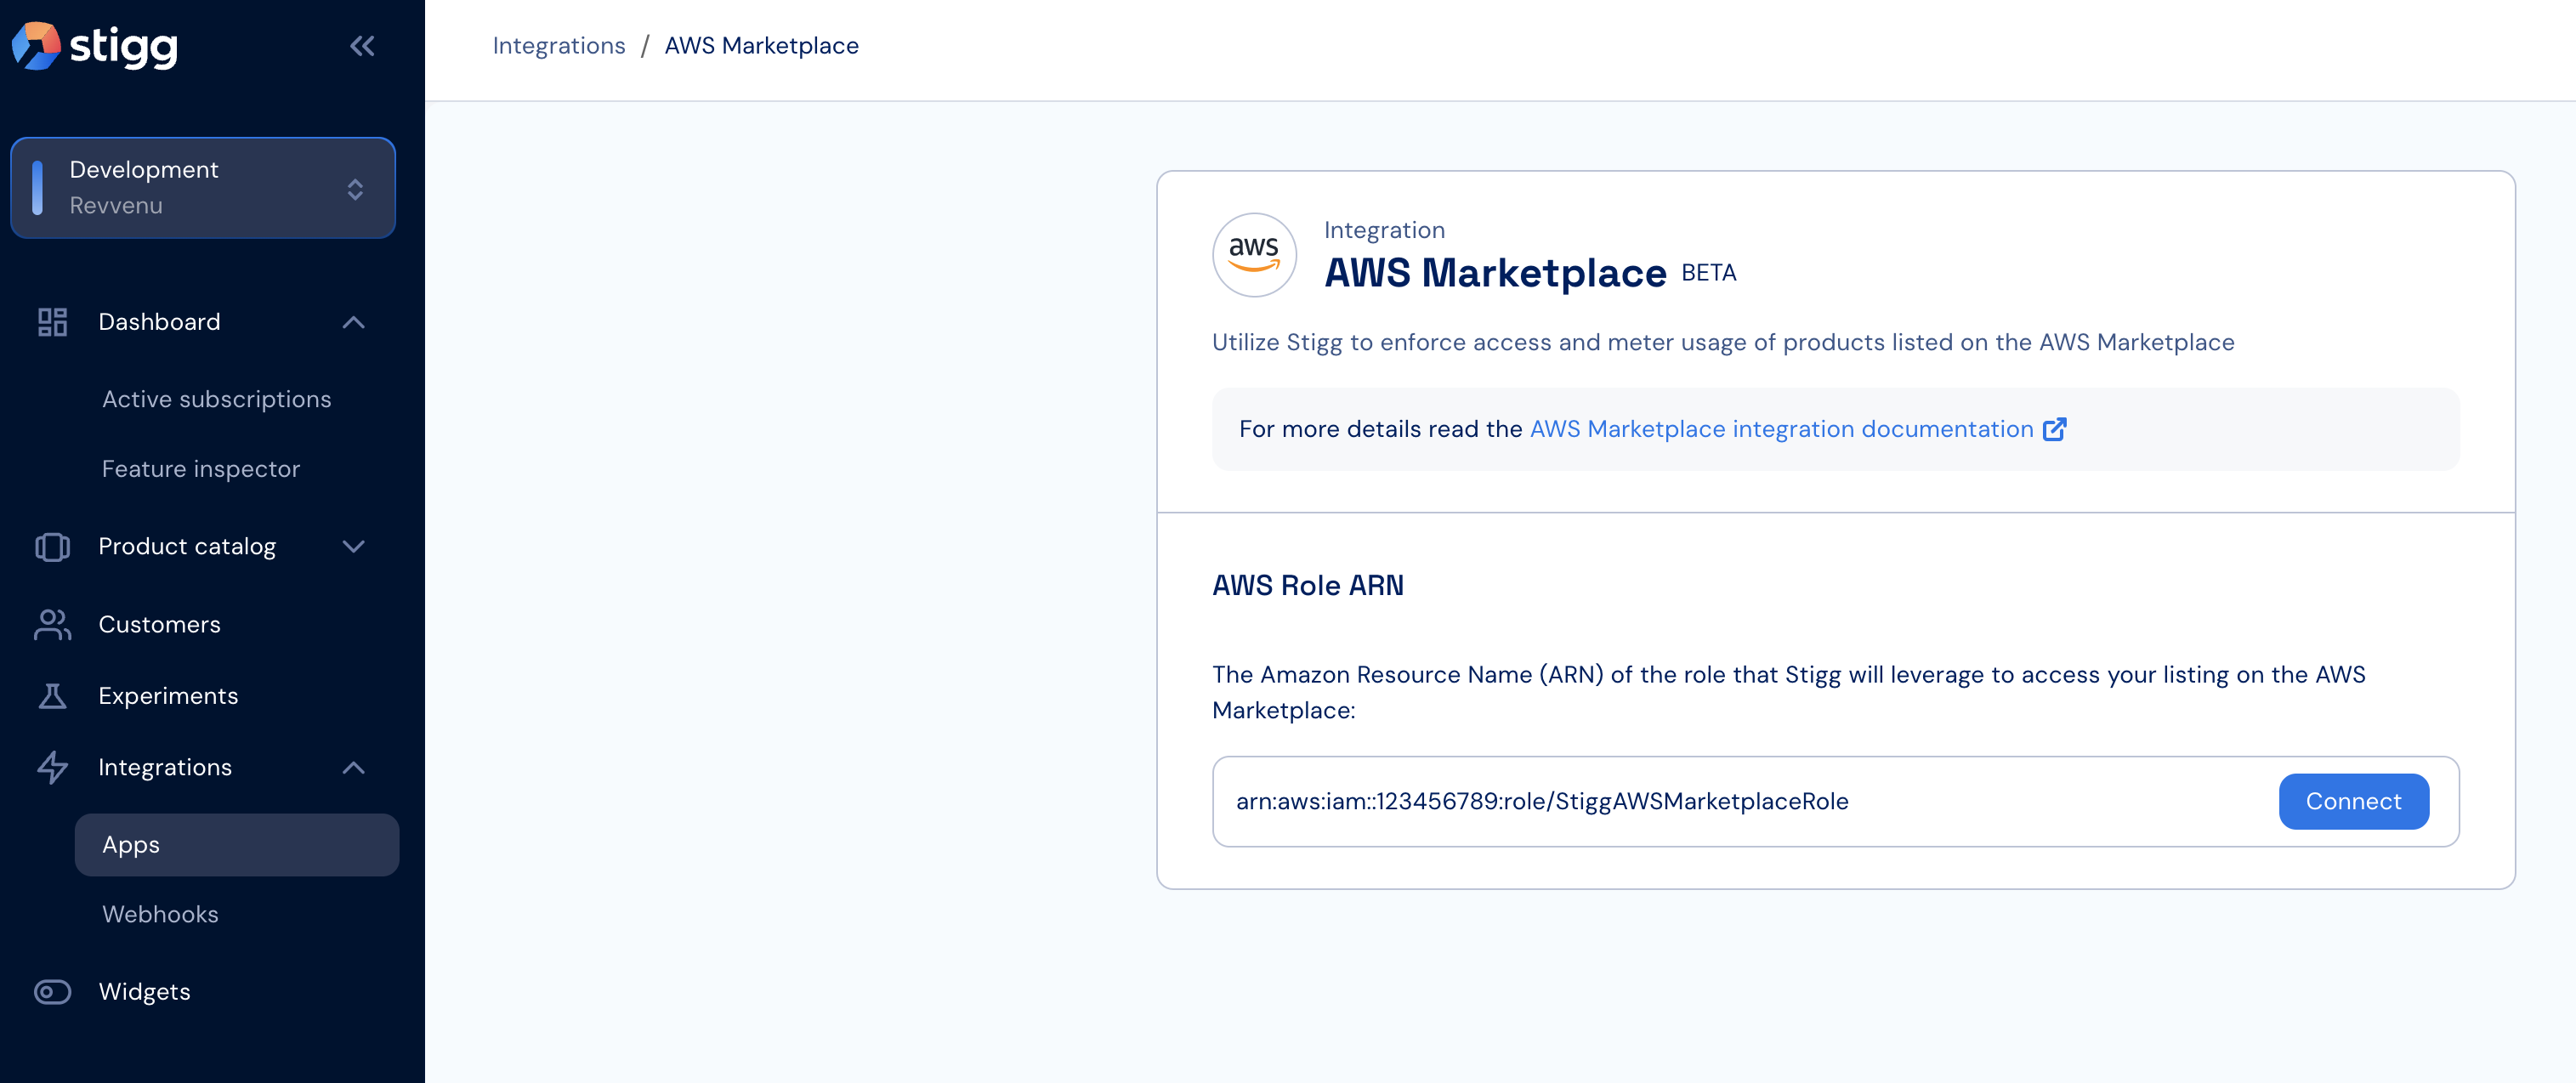 stigg
Integrations / AWS Marketplace
Development
Revvenu
Dashboard
Active subscriptions
Feature inspector
Product catalog
Customers
Experiments
Integrations
Apps
Webhooks
Widgets
aws
Integration
AWS Marketplace BETA
Utilize Stigg to enforce access and meter usage of products listed on the AWS Marketplace
For more details read the AWS Marketplace integration documentation
AWS Role ARN
The Amazon Resource Name (ARN) of the role that Stigg will leverage to access your listing on the AWS
Marketplace:
arn:aws:iam::123456789:role/StiggAWSMarketplaceRole
Connect